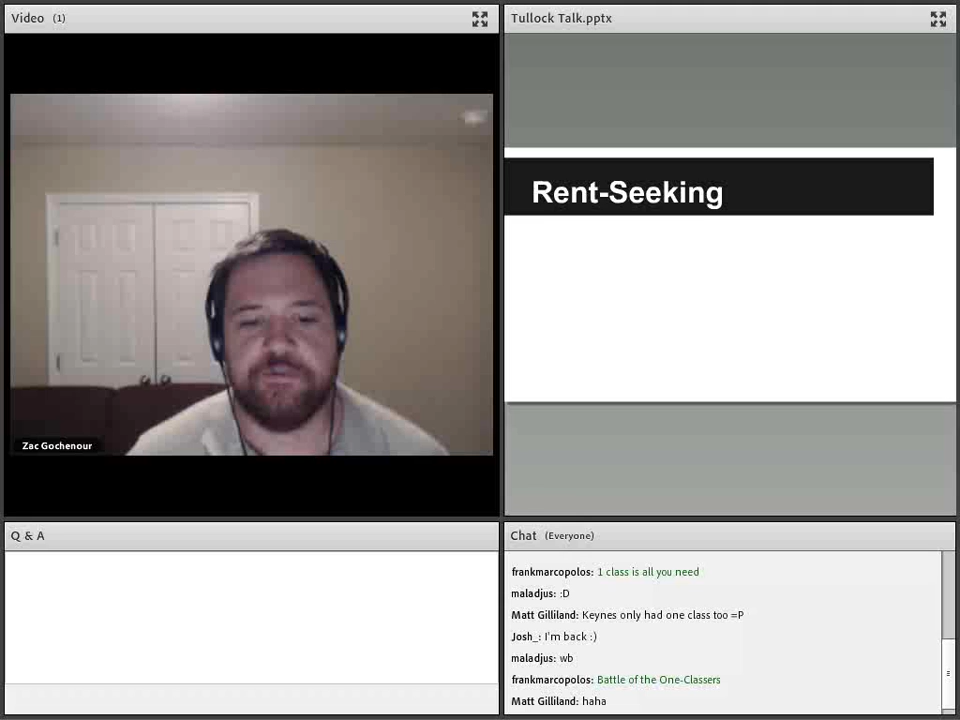 Video (1)
Tullock Talk.pptx
Rent-Seeking
Zac Gochenour
Q & A
Chat (Everyone)
frankmarcopolos: 1 class is all you need
maladjus: :D
Matt Gilliland: Keynes only had one class too =P
Josh_: I'm back :)
maladjus: wb
frankmarcopolos: Battle of the One-Classers
Matt Gilliland: haha